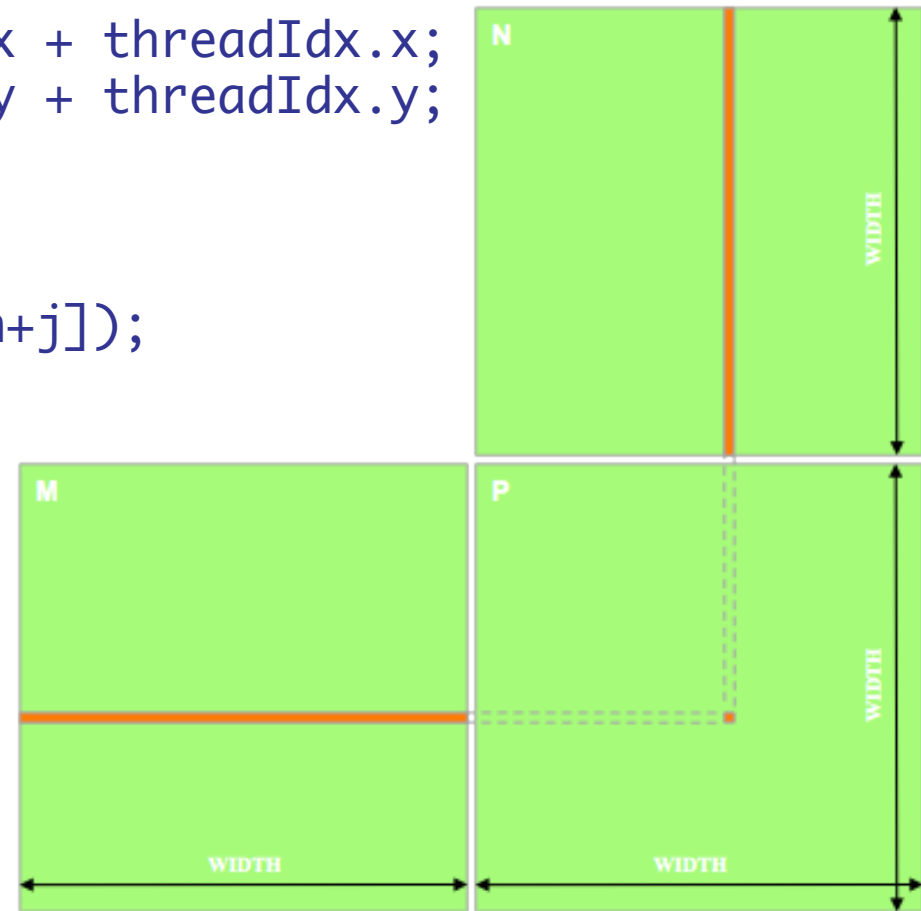 x + threadIdx.x;
y + threadIdx.y;
+j]);
N
WIDTH
M
P
WIDTH
WIDTH
WIDTH